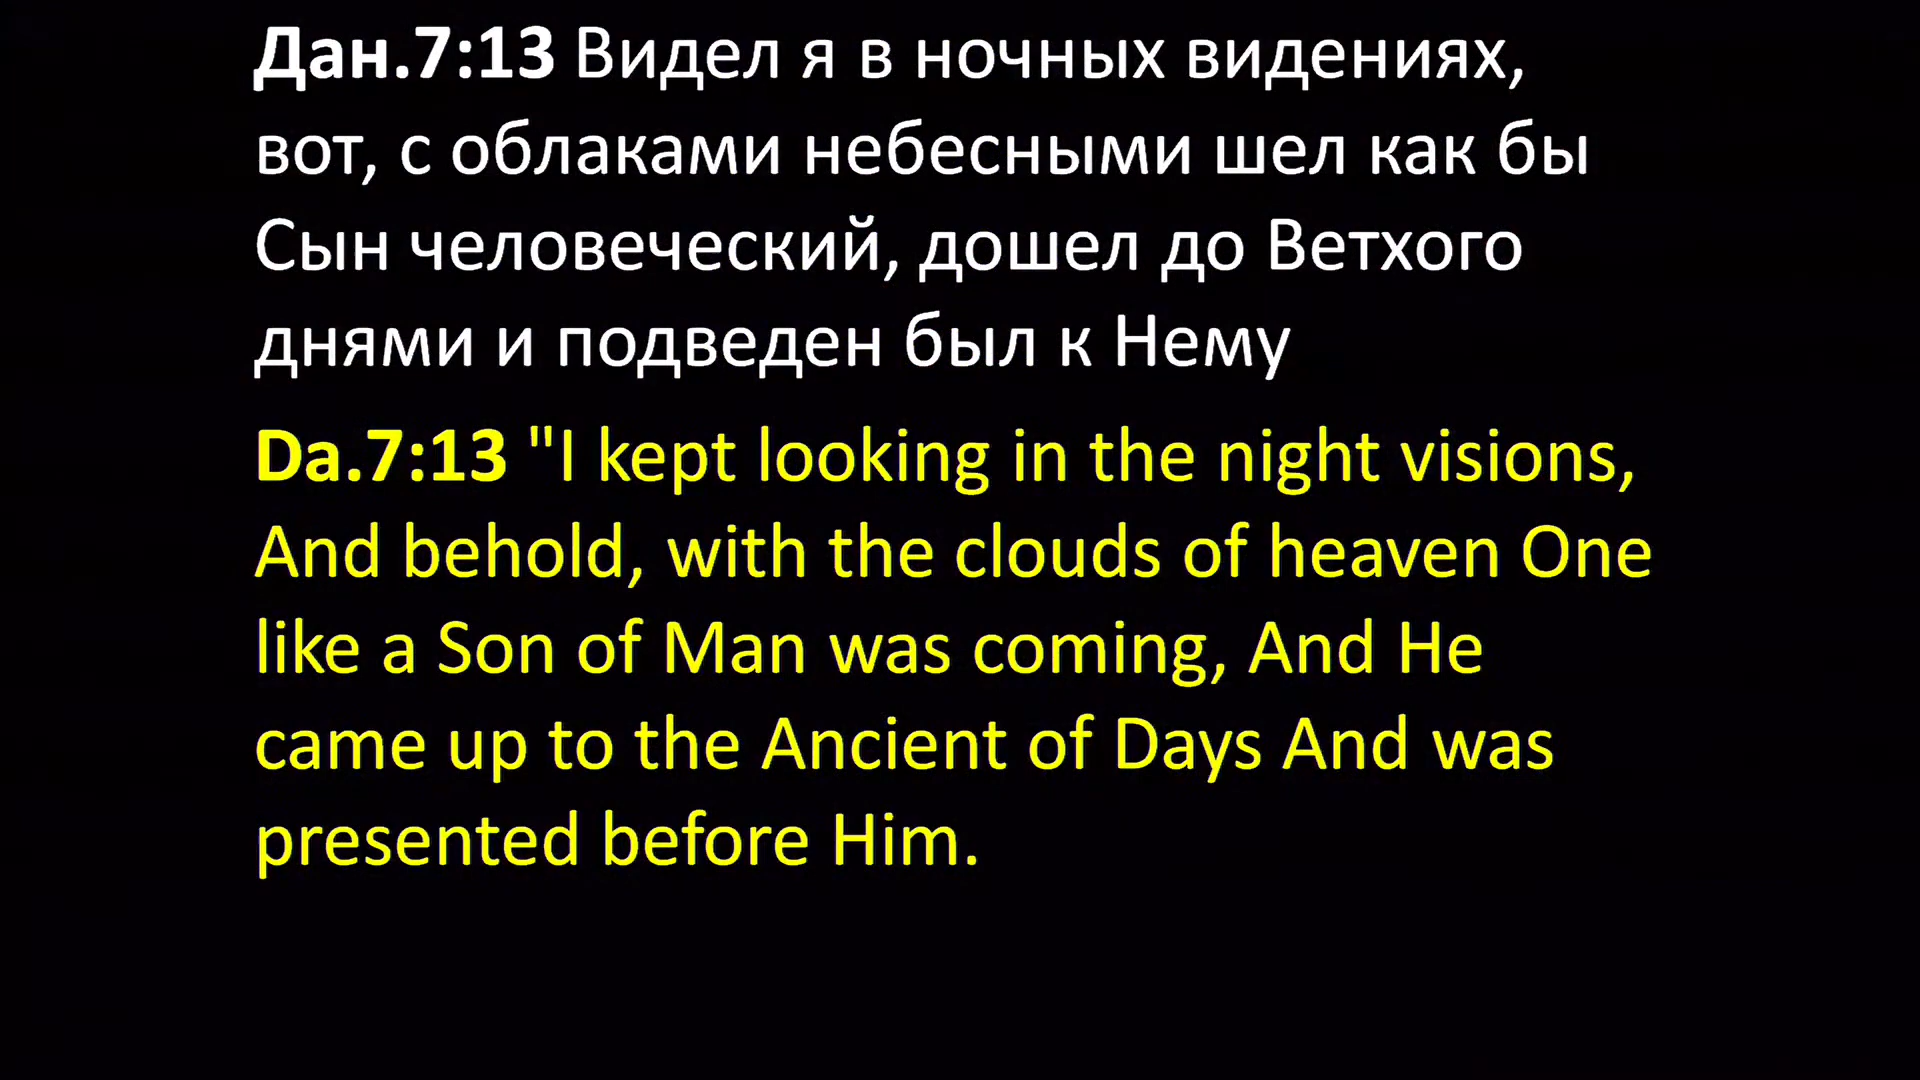 Дан.7:13 Видел я в ночных видениях,
вот, с облаками небесными шел как бы
Сын человеческий, дошел до Ветхого
днями и подведен был к Нему
Da.7:13 "I kept looking in the night visions,
And behold, with the clouds of heaven One
like a Son of Man was coming, And He
came up to the Ancient of Days And was
presented before Him.